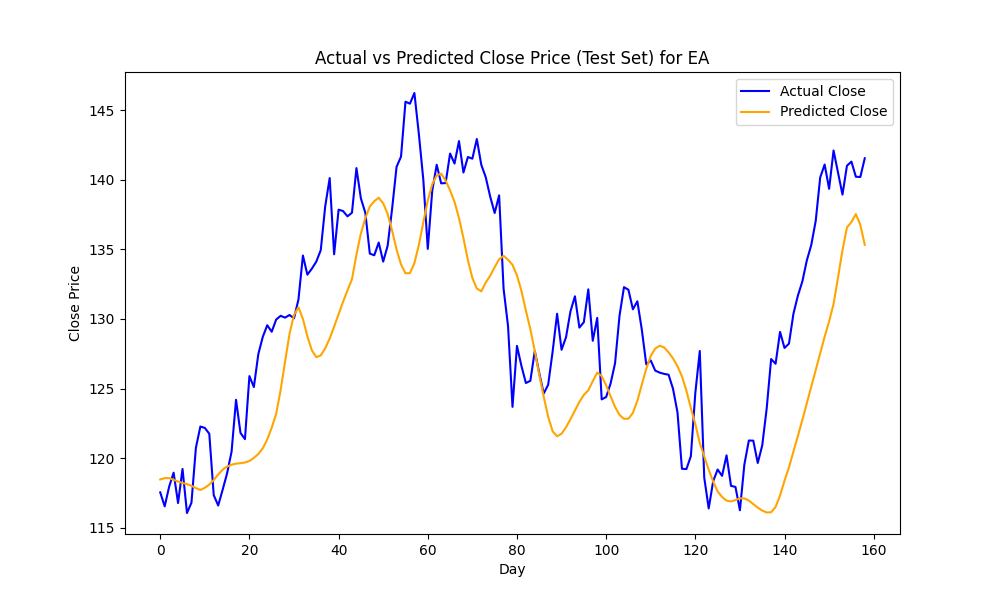 Actual vs Predicted Close Price (Test Set) for EA
Actual Close
Predicted Close
Close Price
145
140
135
130
125
120
115
0 20 40 60 80 100 120 140 160
Day